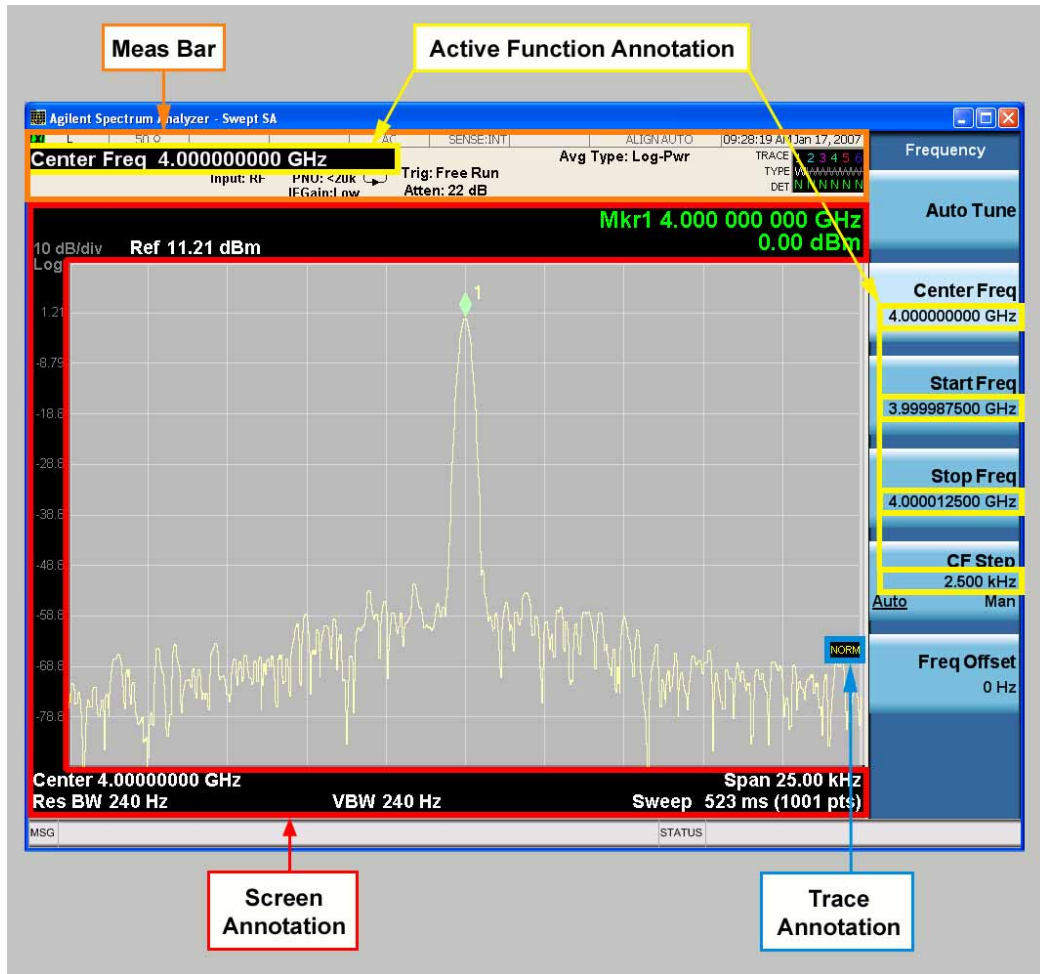 Meas Bar
Active Function Annotation
Agilent Spectrum Analyzer - Swept SA
L 50 Ω AC SENSE:INT ALIGN AUTO 09:28:19 AM Jan 17, 2007
Center Freq 4.000000000 GHz
Input: RF PNO: <20k IFGain:Low
Trig: Free Run
Atten: 22 dB
Avg Type: Log-Pwr
TRACE 1 2 3 4 5 6
TYPE
DET N N N N N N
Mkr1 4.000 000 000 GHz
0.00 dBm
10 dB/div Ref 11.21 dBm
Log
1
1.21
-8.79
-18.8
-28.8
-38.8
-48.8
-58.8
-68.8
-78.8
NORM
Center 4.00000000 GHz Span 25.00 kHz
Res BW 240 Hz VBW 240 Hz Sweep 523 ms (1001 pts)
MSG STATUS
Frequency
Auto Tune
Center Freq
4.000000000 GHz
Start Freq
3.999987500 GHz
Stop Freq
4.000012500 GHz
CF Step
2.500 kHz
Auto Man
Freq Offset
0 Hz
Screen
Annotation
Trace
Annotation